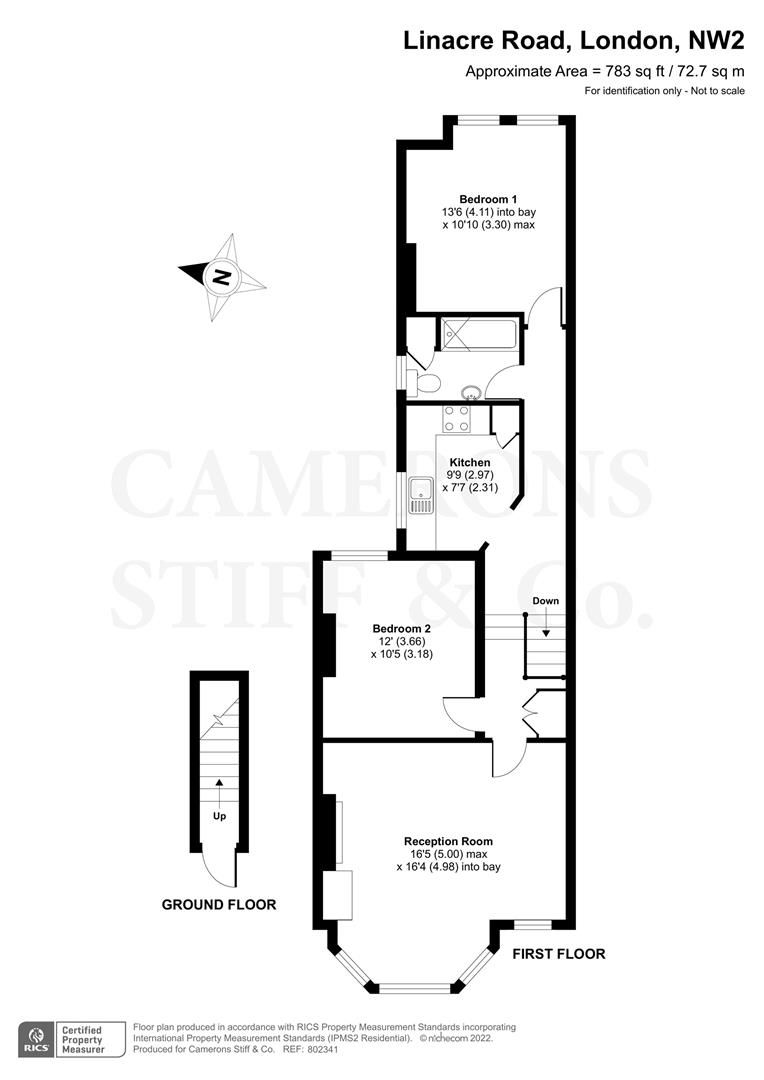 Linacre Road, London, NW2
Approximate Area = 783 sq ft / 72.7 sq m
For identification only - Not to scale
Bedroom 1
13'6 (4.11) into bay
x 10'10 (3.30) max
N
Kitchen
9'9 (2.97)
x 7'7 (2.31)
CAMERONS
STIFF & Co.
Down
Bedroom 2
12' (3.66)
x 10'5 (3.18)
Up
Reception Room
16'5 (5.00) max
x 16'4 (4.98) into bay
GROUND FLOOR
FIRST FLOOR
RICS
Certified
Property
Measurer
Floor plan produced in accordance with RICS Property Measurement Standards incorporating
International Property Measurement Standards (IPMS2 Residential). © nichecom 2022.
Produced for Camerons Stiff & Co. REF: 802341